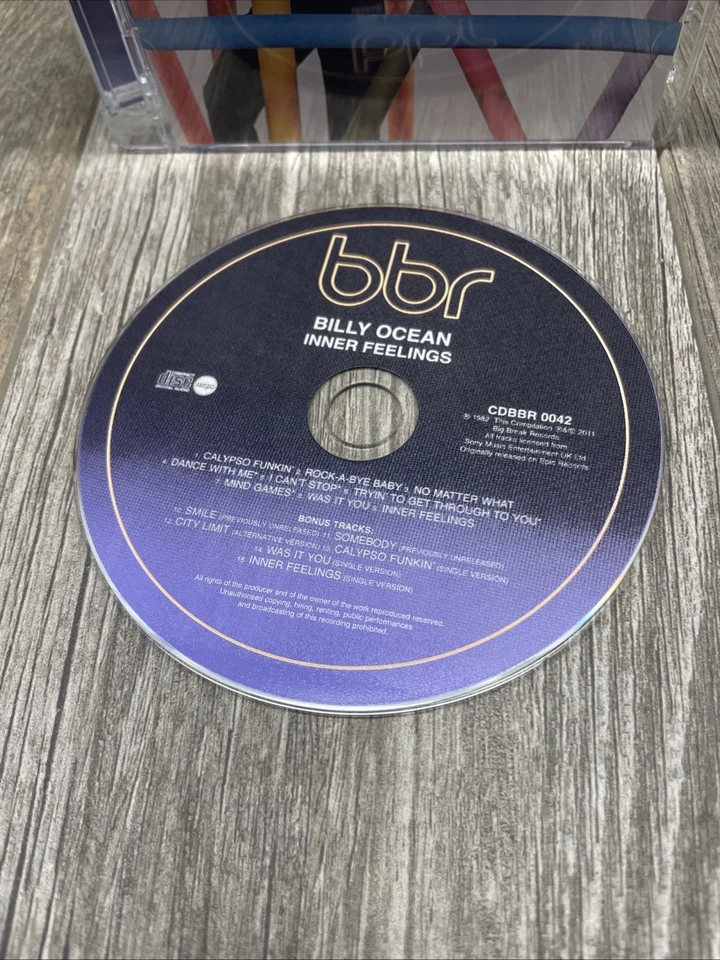 bbr
BILLY OCEAN
INNER FEELINGS
COMPACT
disc
DIGITAL AUDIO
CDBBR 0042
℗ 1982 This Compilation ℗&© 2011
Big Break Records.
All tracks licensed from
Sony Music Entertainment UK Ltd
Originally released on Epic Records
1. CALYPSO FUNKIN' 2. ROCK-A-BYE BABY 3. NO MATTER WHAT
4. DANCE WITH ME* 5. I CAN'T STOP* 6. TRYIN' TO GET THROUGH TO YOU*
7. MIND GAMES* 8. WAS IT YOU 9. INNER FEELINGS
BONUS TRACKS:
10. SMILE (PREVIOUSLY UNRELEASED) 11. SOMEBODY (PREVIOUSLY UNRELEASED)
12. CITY LIMIT (ALTERNATIVE VERSION) 13. CALYPSO FUNKIN' (SINGLE VERSION)
14. WAS IT YOU (SINGLE VERSION)
15. INNER FEELINGS (SINGLE VERSION)
All rights of the producer and of the owner of the work reproduced reserved.
Unauthorised copying, hiring, renting, public performances
and broadcasting of this recording prohibited.